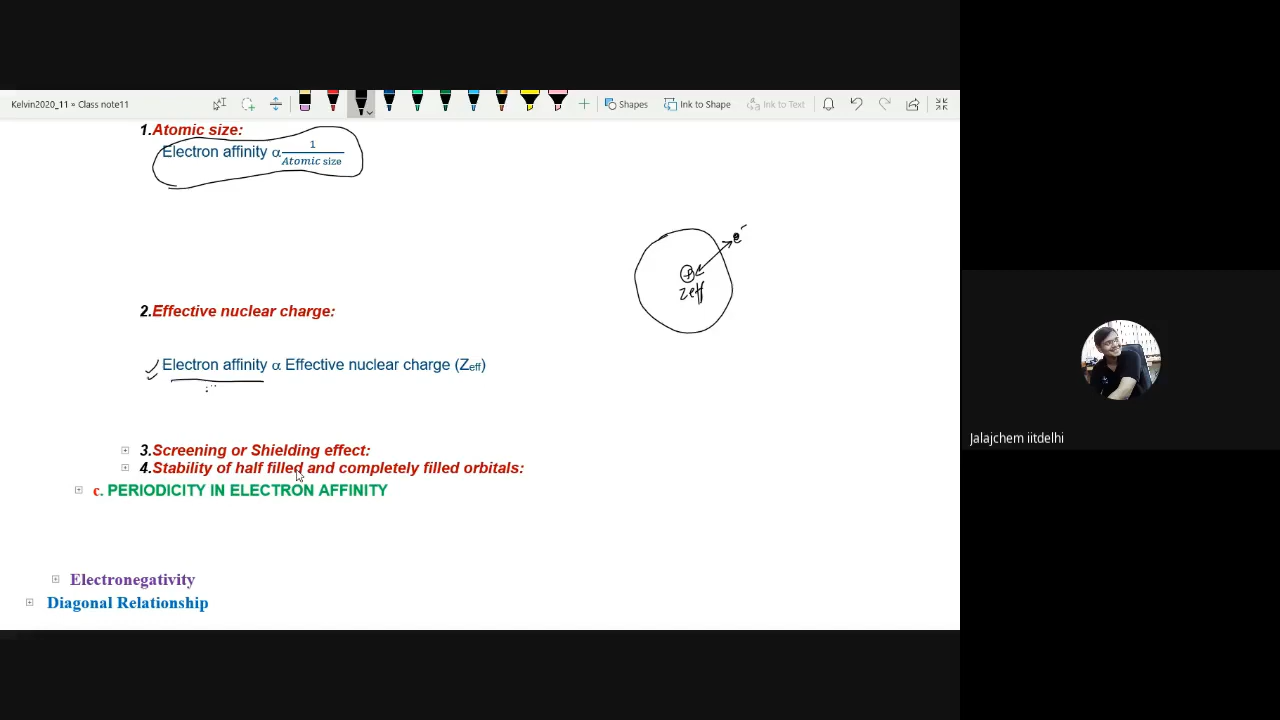 Kelvin2020_11 » Class note11
Shapes
Ink to Shape
Ink to Text
1.Atomic size:
Electron affinity α 1/Atomic size
e⁻
+
Zeff
2.Effective nuclear charge:
Electron affinity α Effective nuclear charge (Zeff)
3.Screening or Shielding effect:
4.Stability of half filled and completely filled orbitals:
c. PERIODICITY IN ELECTRON AFFINITY
Electronegativity
Diagonal Relationship
Jalajchem iitdelhi